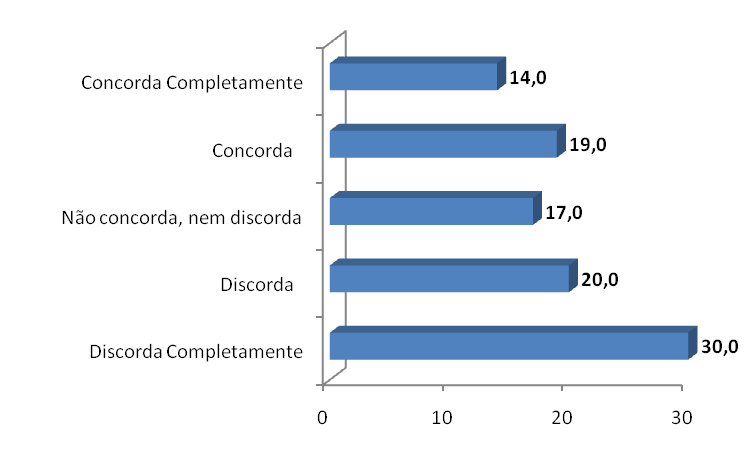 Concorda Completamente 14,0
Concorda 19,0
Não concorda, nem discorda 17,0
Discorda 20,0
Discorda Completamente 30,0
0 10 20 30